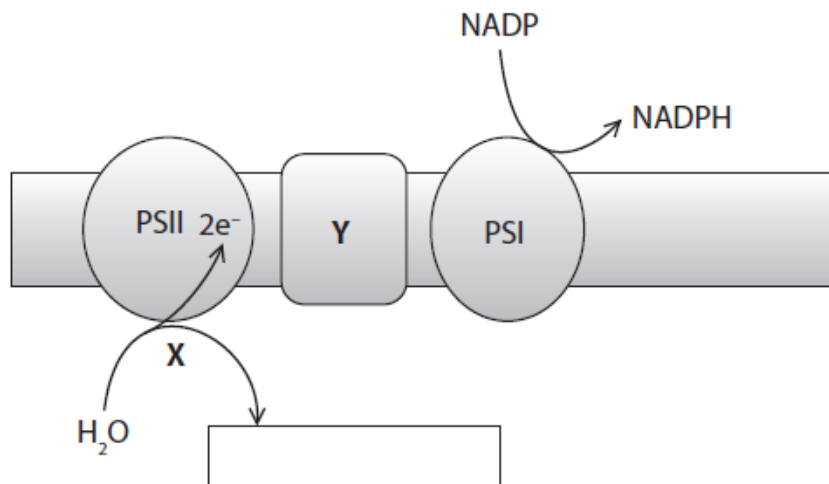 NADP
NADPH
PSII 2e⁻
Y
PSI
X
H₂O